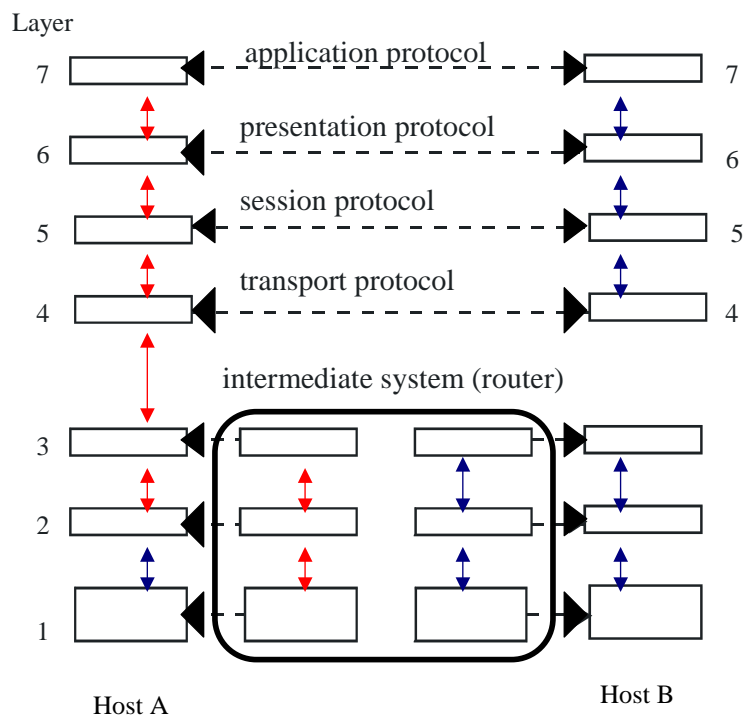 Layer
7 application protocol 7
6 presentation protocol 6
5 session protocol 5
4 transport protocol 4
intermediate system (router)
3
2
1
Host A Host B